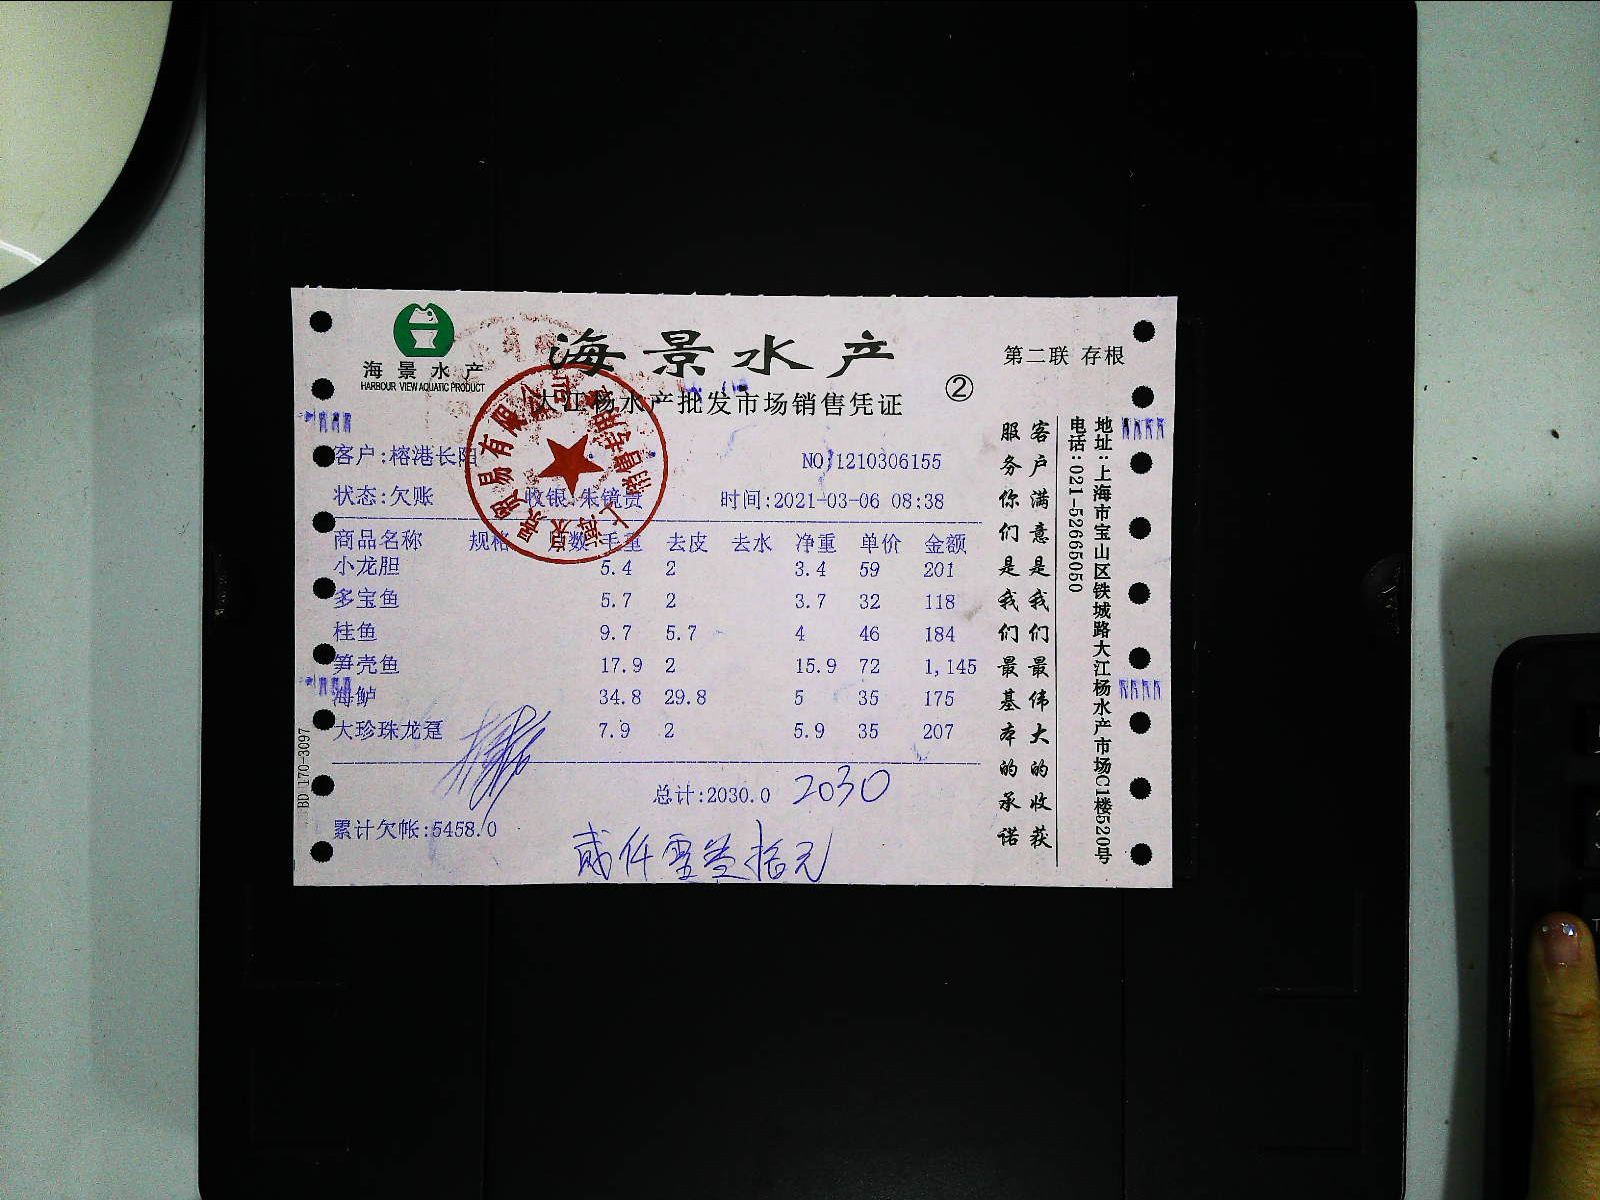 海景水产
HARBOUR VIEW AQUATIC PRODUCT
海景水产
大江杨水产批发市场销售凭证
②
第二联 存根
客户:榕港长阳
NO:1210306155
状态:欠账 收银:朱镜贵 时间:2021-03-06 08:38
商品名称 规格 点数 毛重 去皮 去水 净重 单价 金额
小龙胆 5.4 2 3.4 59 201
多宝鱼 5.7 2 3.7 32 118
桂鱼 9.7 5.7 4 46 184
笋壳鱼 17.9 2 15.9 72 1,145
海鲈 34.8 29.8 5 35 175
大珍珠龙趸 7.9 2 5.9 35 207
总计:2030.0 2030
累计欠帐:5458.0
贰仟零叁拾元
客户满意是我们最伟大的收获
服务你们是我们最基本的承诺
地址:上海市宝山区铁城路大江杨水产市场C1楼520号
电话:021-52665050
BD 170-3097
销售专用章